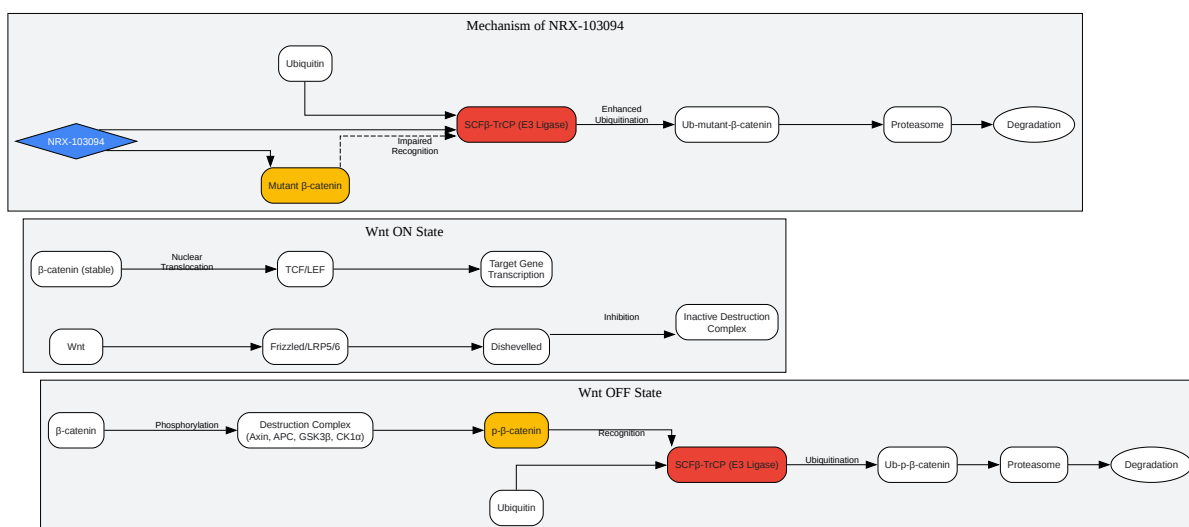 Mechanism of NRX-103094
Ubiquitin
NRX-103094
Mutant β-catenin
Impaired
Recognition
SCFβ-TrCP (E3 Ligase)
Enhanced
Ubiquitination
Ub-mutant-β-catenin
Proteasome
Degradation
Wnt ON State
β-catenin (stable)
Nuclear
Translocation
TCF/LEF
Target Gene
Transcription
Wnt
Frizzled/LRP5/6
Dishevelled
Inhibition
Inactive Destruction
Complex
Wnt OFF State
β-catenin
Phosphorylation
Destruction Complex
(Axin, APC, GSK3β, CK1α)
p-β-catenin
Recognition
Ubiquitin
SCFβ-TrCP (E3 Ligase)
Ubiquitination
Ub-p-β-catenin
Proteasome
Degradation